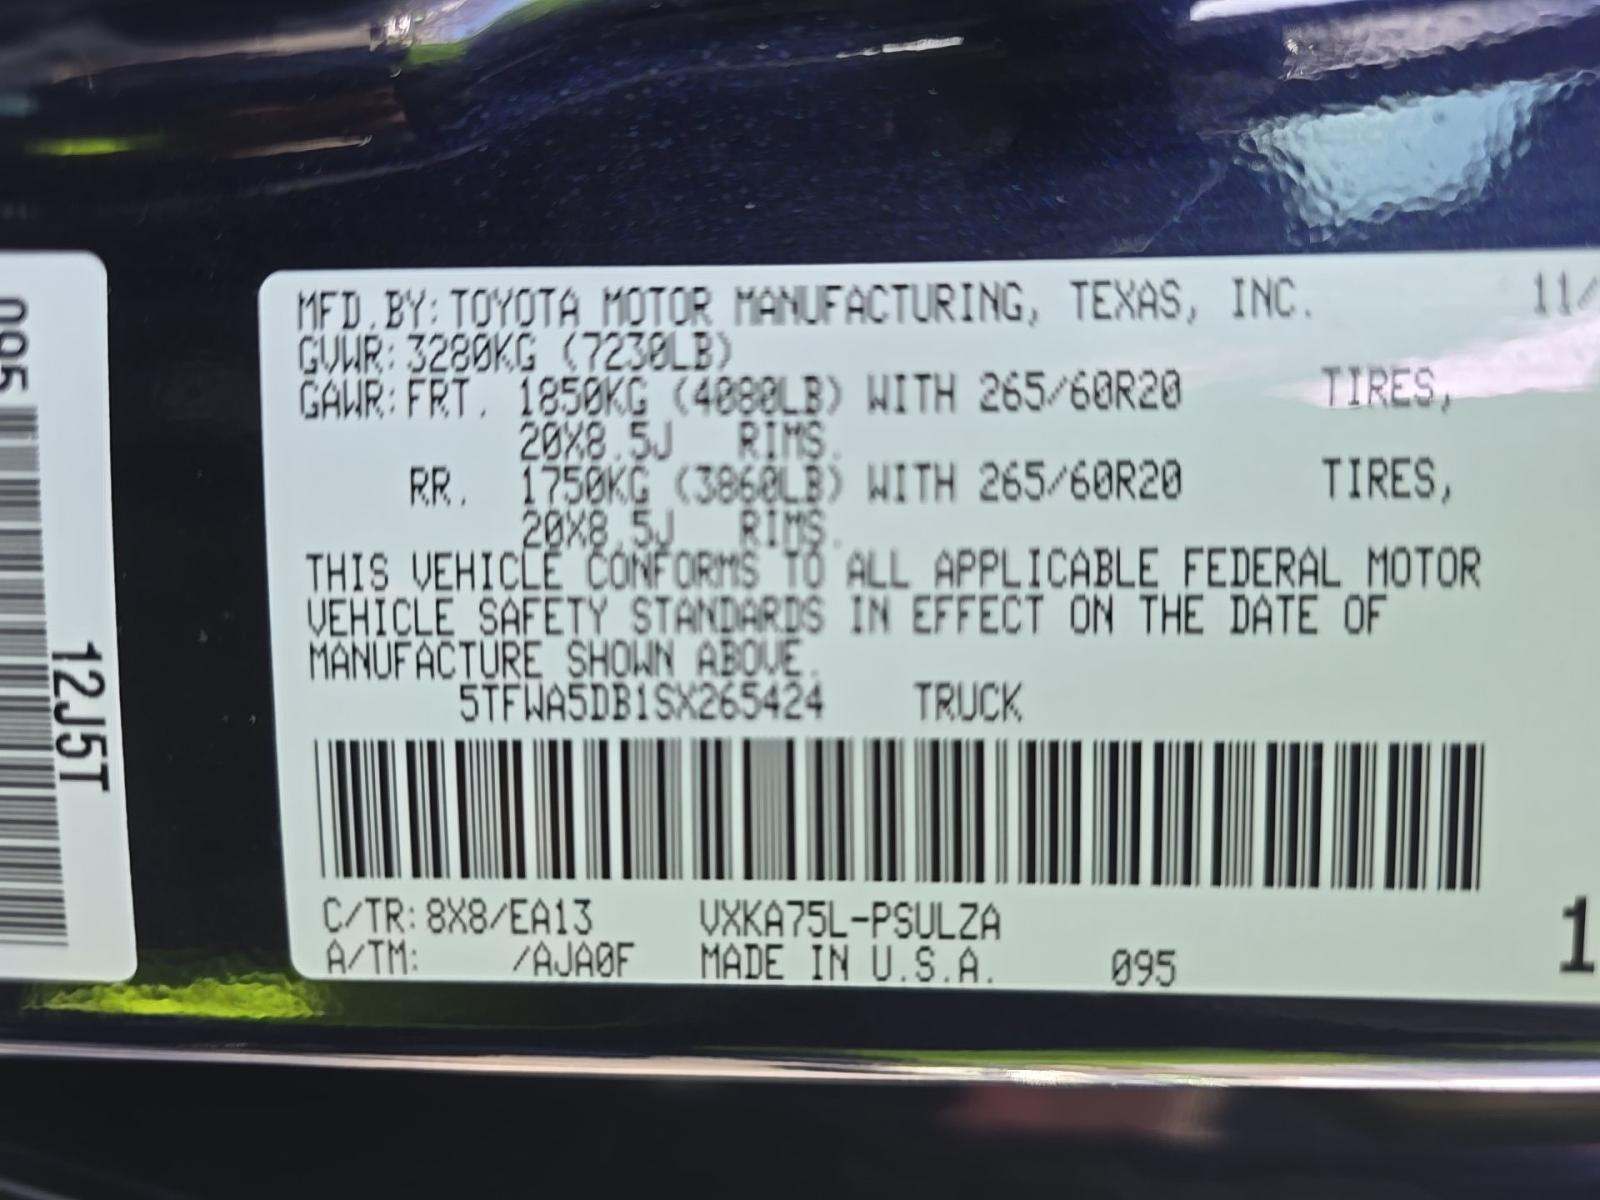 MFD.BY:TOYOTA MOTOR MANUFACTURING, TEXAS, INC. 11/
GVWR:3280KG (7230LB)
GAWR:FRT. 1850KG (4080LB) WITH 265/60R20 TIRES,
20X8.5J RIMS.
RR. 1750KG (3860LB) WITH 265/60R20 TIRES,
20X8.5J RIMS.
THIS VEHICLE CONFORMS TO ALL APPLICABLE FEDERAL MOTOR
VEHICLE SAFETY STANDARDS IN EFFECT ON THE DATE OF
MANUFACTURE SHOWN ABOVE.
5TFWA5DB1SX265424 TRUCK
C/TR:8X8/EA13 VXKA75L-PSULZA
A/TM: /AJA0F MADE IN U.S.A. 095
1
095
12J5T